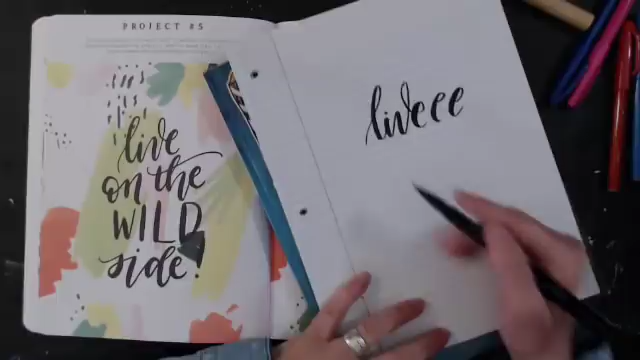 PROJECT #5
live
on the
WILD
side!
liveee